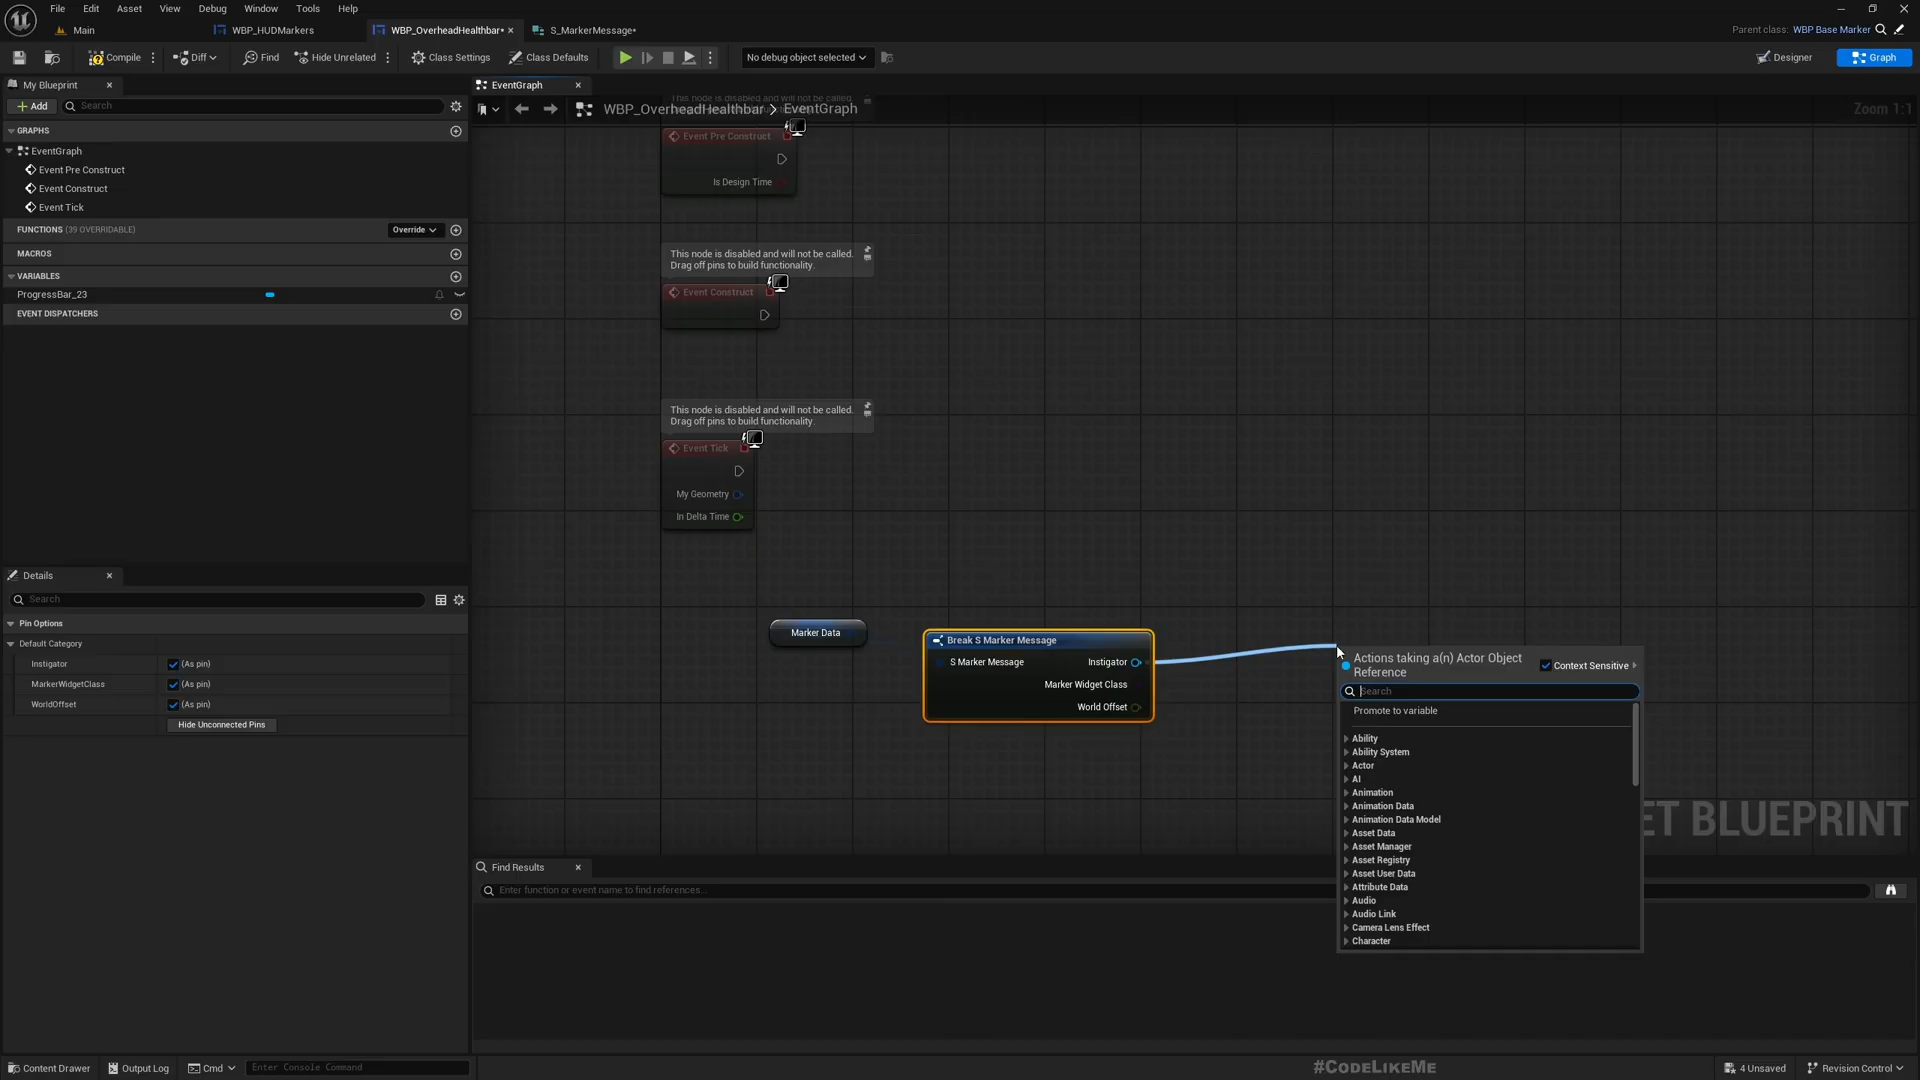 File Edit Asset View Window Tools Help
Main
WBP_HUDMarkers
WBP_OverheadHealthbar*
S_MarkerMessage*
Parent class: WBP Base Marker
Compile
Diff
Find
Hide Unrelated
Class Settings
Class Defaults
No debug object selected
Designer
Graph
My Blueprint
Add
Search
GRAPHS
EventGraph
Event Pre Construct
Event Construct
Event Tick
FUNCTIONS (39 OVERRIDABLE)
Override
MACROS
VARIABLES
ProgressBar_23
EVENT DISPATCHERS
Details
Search
Pin Options
Default Category
Instigator (As pin)
MarkerWidgetClass (As pin)
WorldOffset (As pin)
Hide Unconnected Pins
EventGraph
WBP_OverheadHealthbar > EventGraph
Zoom 1:1
This node is disabled and will not be called.
Event Pre Construct
Is Design Time
This node is disabled and will not be called.
Drag off pins to build functionality.
Event Construct
This node is disabled and will not be called.
Drag off pins to build functionality.
Event Tick
My Geometry
In Delta Time
Marker Data
Break S Marker Message
S Marker Message
Instigator
Marker Widget Class
World Offset
Actions taking a(n) Actor Object
Reference
Context Sensitive
Search
Promote to variable
Ability
Ability System
Actor
AI
Animation
Animation Data
Animation Data Model
Asset Data
Asset Manager
Asset Registry
Asset User Data
Attribute Data
Audio
Audio Link
Camera Lens Effect
Character
ET BLUEPRINT
Find Results
Enter function or event name to find references...
Content Drawer
Output Log
Cmd
Enter Console Command
#CodeLikeMe
4 Unsaved
Revision Control